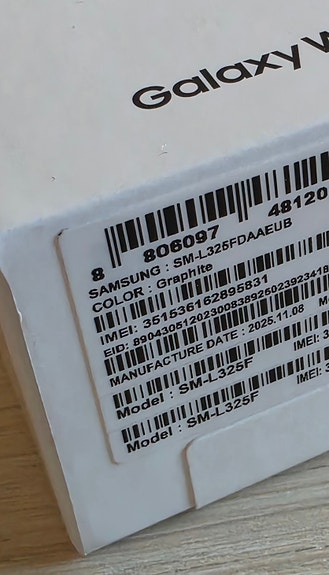 Galaxy W
8 806097 48120
SAMSUNG : SM-L325FDAAEUB
COLOR : Graphite
IMEI: 351536162895831
EID: 89043051202300838926023923418
MANUFACTURE DATE : 2025.11.08
Model : SM-L325F IMEI:
Model : SM-L325F IMEI: